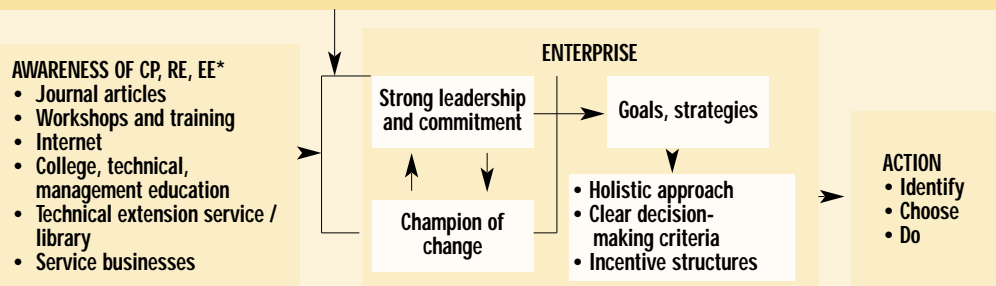 AWARENESS OF CP, RE, EE*
• Journal articles
• Workshops and training
• Internet
• College, technical,
management education
• Technical extension service /
library
• Service businesses
ENTERPRISE
Strong leadership
and commitment
Champion of
change
Goals, strategies
• Holistic approach
• Clear decision-
making criteria
• Incentive structures
ACTION
• Identify
• Choose
• Do